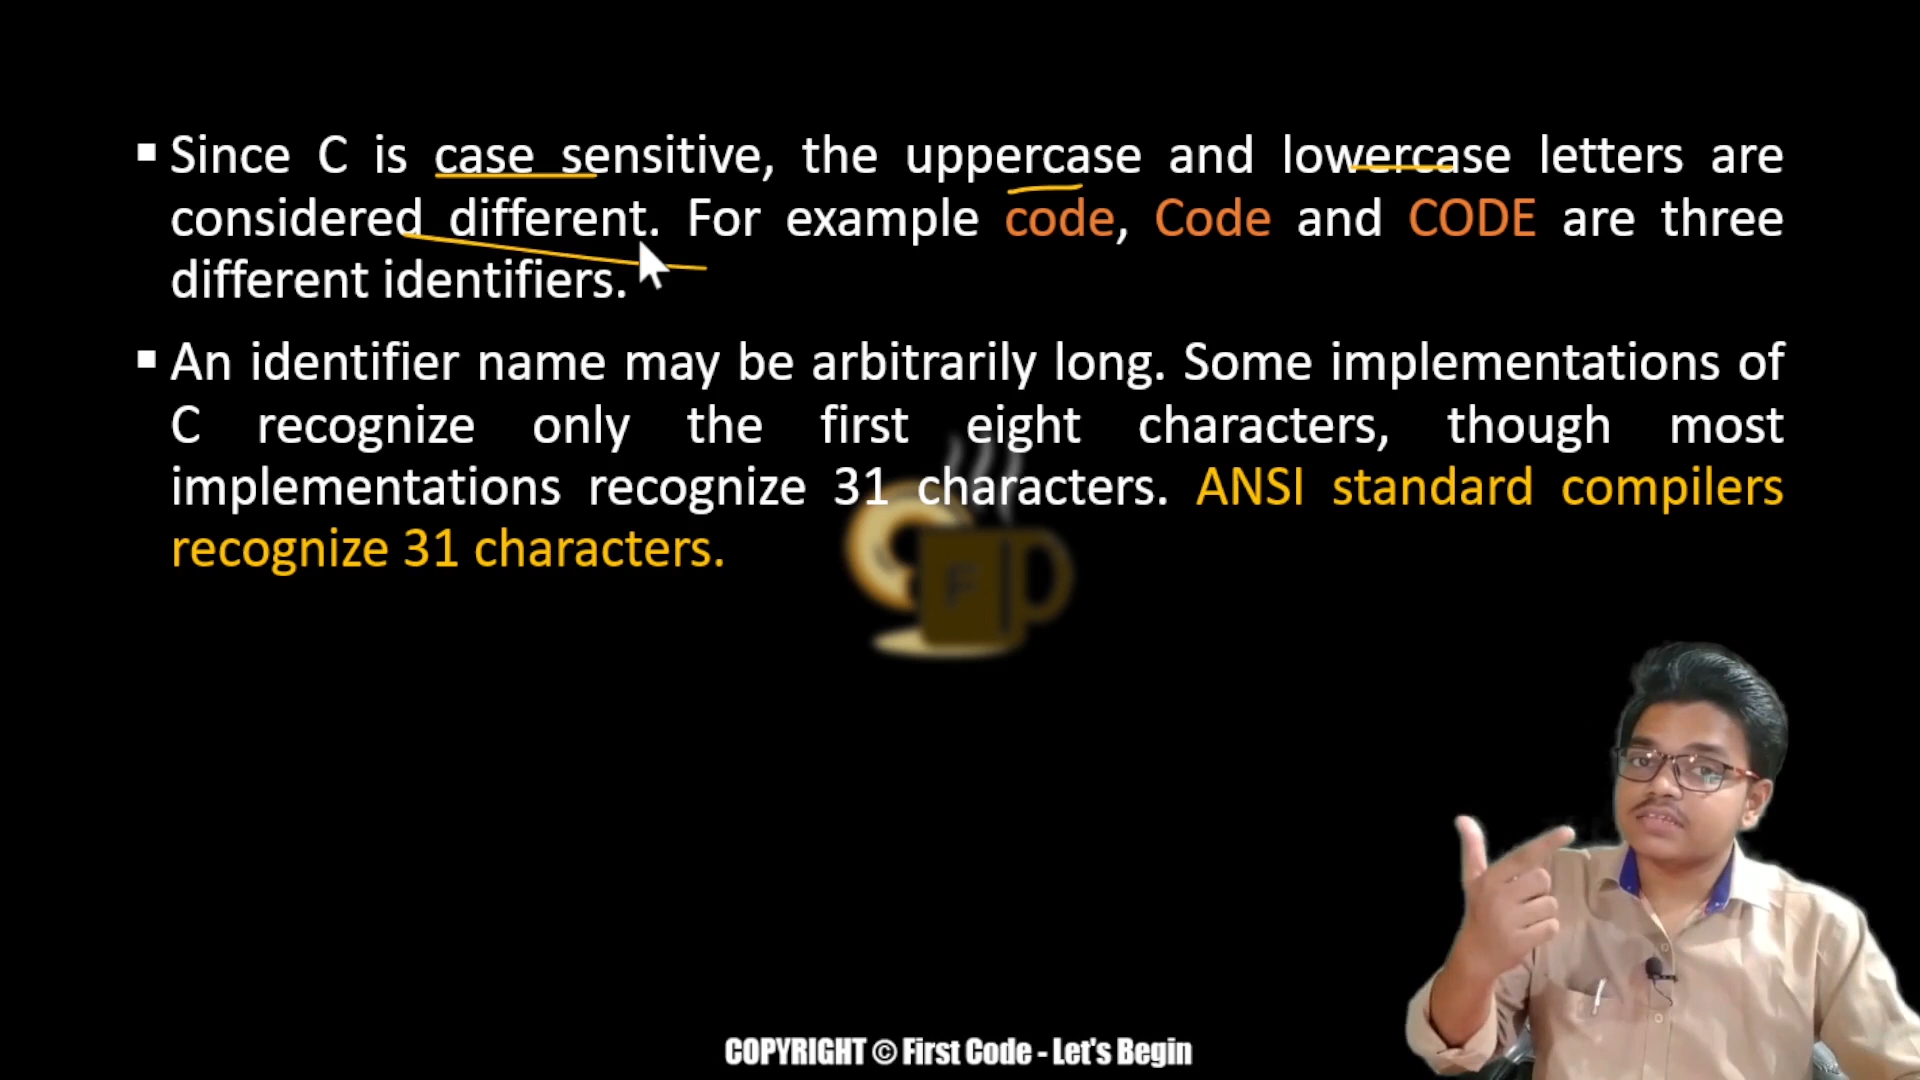 Since C is case sensitive, the uppercase and lowercase letters are
considered different. For example code, Code and CODE are three
different identifiers.
An identifier name may be arbitrarily long. Some implementations of
C recognize only the first eight characters, though most
implementations recognize 31 characters. ANSI standard compilers
recognize 31 characters.
F
COPYRIGHT © First Code - Let's Begin